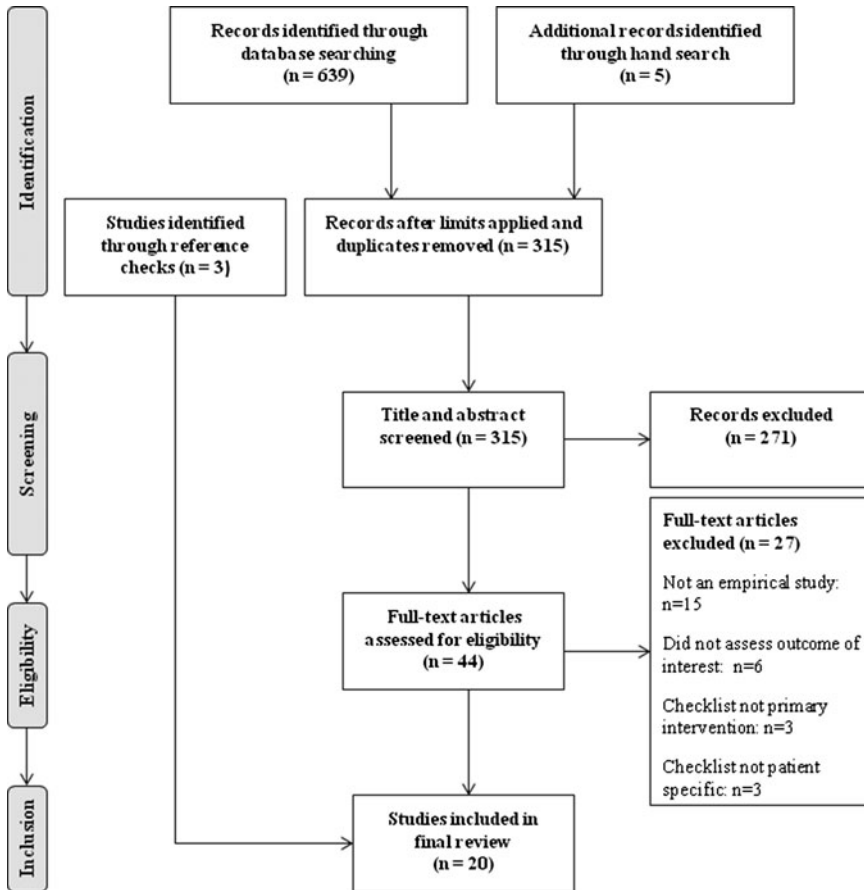 Records identified through
database searching
(n = 639)
Additional records identified
through hand search
(n = 5)
Identification
Studies identified
through reference
checks (n = 3)
Records after limits applied and
duplicates removed (n = 315)
Screening
Title and abstract
screened (n = 315)
Records excluded
(n = 271)
Full-text articles
excluded (n = 27)
Not an empirical study:
n=15
Did not assess outcome of
interest: n=6
Checklist not primary
intervention: n=3
Checklist not patient
specific: n=3
Eligibility
Full-text articles
assessed for eligibility
(n = 44)
Inclusion
Studies included in
final review
(n = 20)